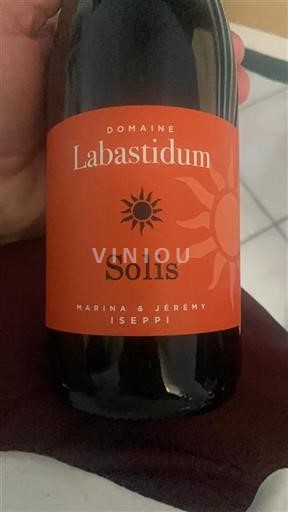 DOMAINE
Labastidum
VINIOU
Solis
MARINA & JÉRÉMY
ISEPPI